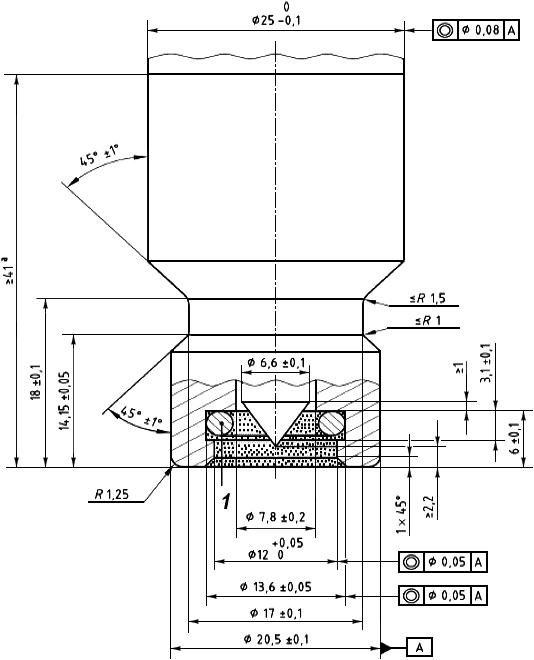 0
ϕ25 -0,1
ϕ 0,08 A
45° ±1°
≥41 a
≤R 1,5
≤R 1
18 ±0,1
14,15 ±0,05
ϕ 6,6 ±0,1
≥1
3,1 ±0,1
45° ±1°
6 ±0,1
R 1,25
1
1 × 45°
≥2,2
ϕ 7,8 ±0,2
+0,05
ϕ12 0
ϕ 0,05 A
ϕ 13,6 ±0,05
ϕ 0,05 A
ϕ 17 ±0,1
ϕ 20,5 ±0,1
A